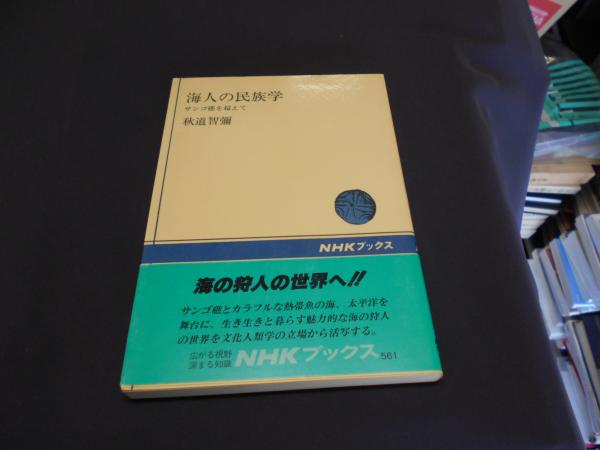 海人の民族学
サンゴ礁を超えて
秋道智彌
NHKブックス
海の狩人の世界へ!!
サンゴ礁とカラフルな熱帯魚の海、太平洋を
舞台に、生き生きと暮らす魅力的な海の狩人
の世界を文化人類学の立場から活写する。
広がる視野
深まる知識
NHKブックス 561